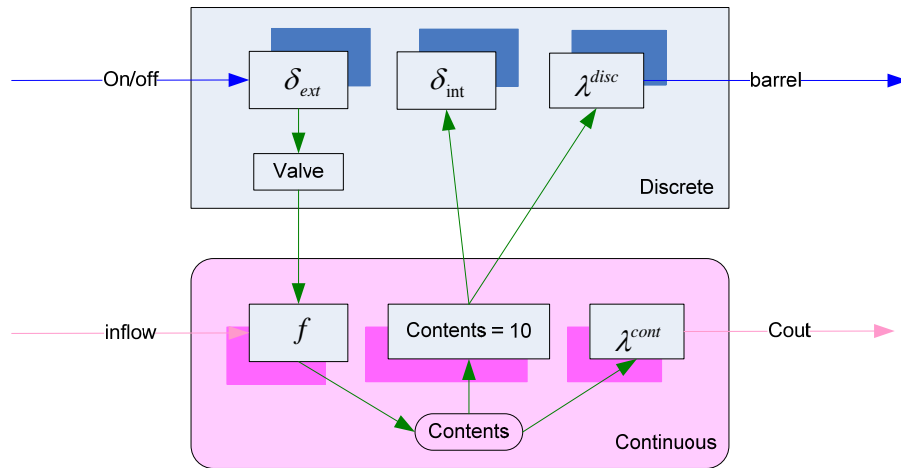 On/off
δext
δint
λdisc
barrel
Valve
Discrete
inflow
f
Contents = 10
λcont
Cout
Contents
Continuous